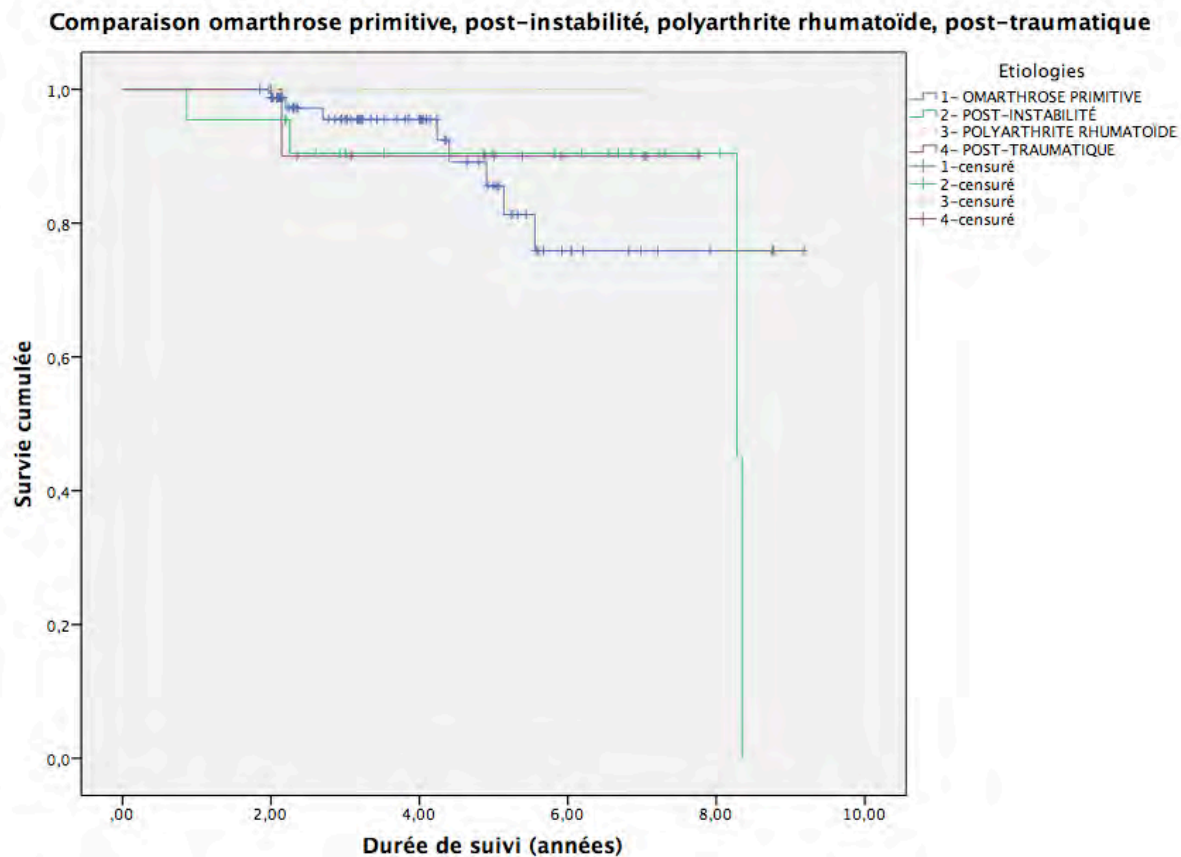 Comparaison omarthrose primitive, post-instabilité, polyarthrite rhumatoïde, post-traumatique
Etiologies
1- OMARTHROSE PRIMITIVE
2- POST-INSTABILITÉ
3- POLYARTHRITE RHUMATOÏDE
4- POST-TRAUMATIQUE
1-censuré
2-censuré
3-censuré
4-censuré
Survie cumulée
1,0
0,8
0,6
0,4
0,2
0,0
,00 2,00 4,00 6,00 8,00 10,00
Durée de suivi (années)